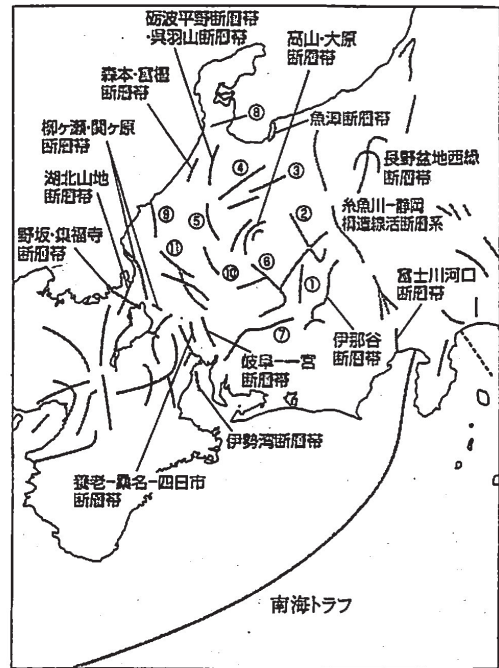 砺波平野断層帯
・呉羽山断層帯
高山・大原
断層帯
森本・富樫
断層帯
魚津断層帯
柳ヶ瀬・関ヶ原
断層帯
長野盆地西縁
断層帯
湖北山地
断層帯
糸魚川ー静岡
構造線活断層系
野坂・集福寺
断層帯
富士川河口
断層帯
⑧
④
③
⑨
⑤
②
⑪
⑩
⑥
①
⑦
伊那谷
断層帯
岐阜ー一宮
断層帯
伊勢湾断層帯
養老ー桑名ー四日市
断層帯
南海トラフ